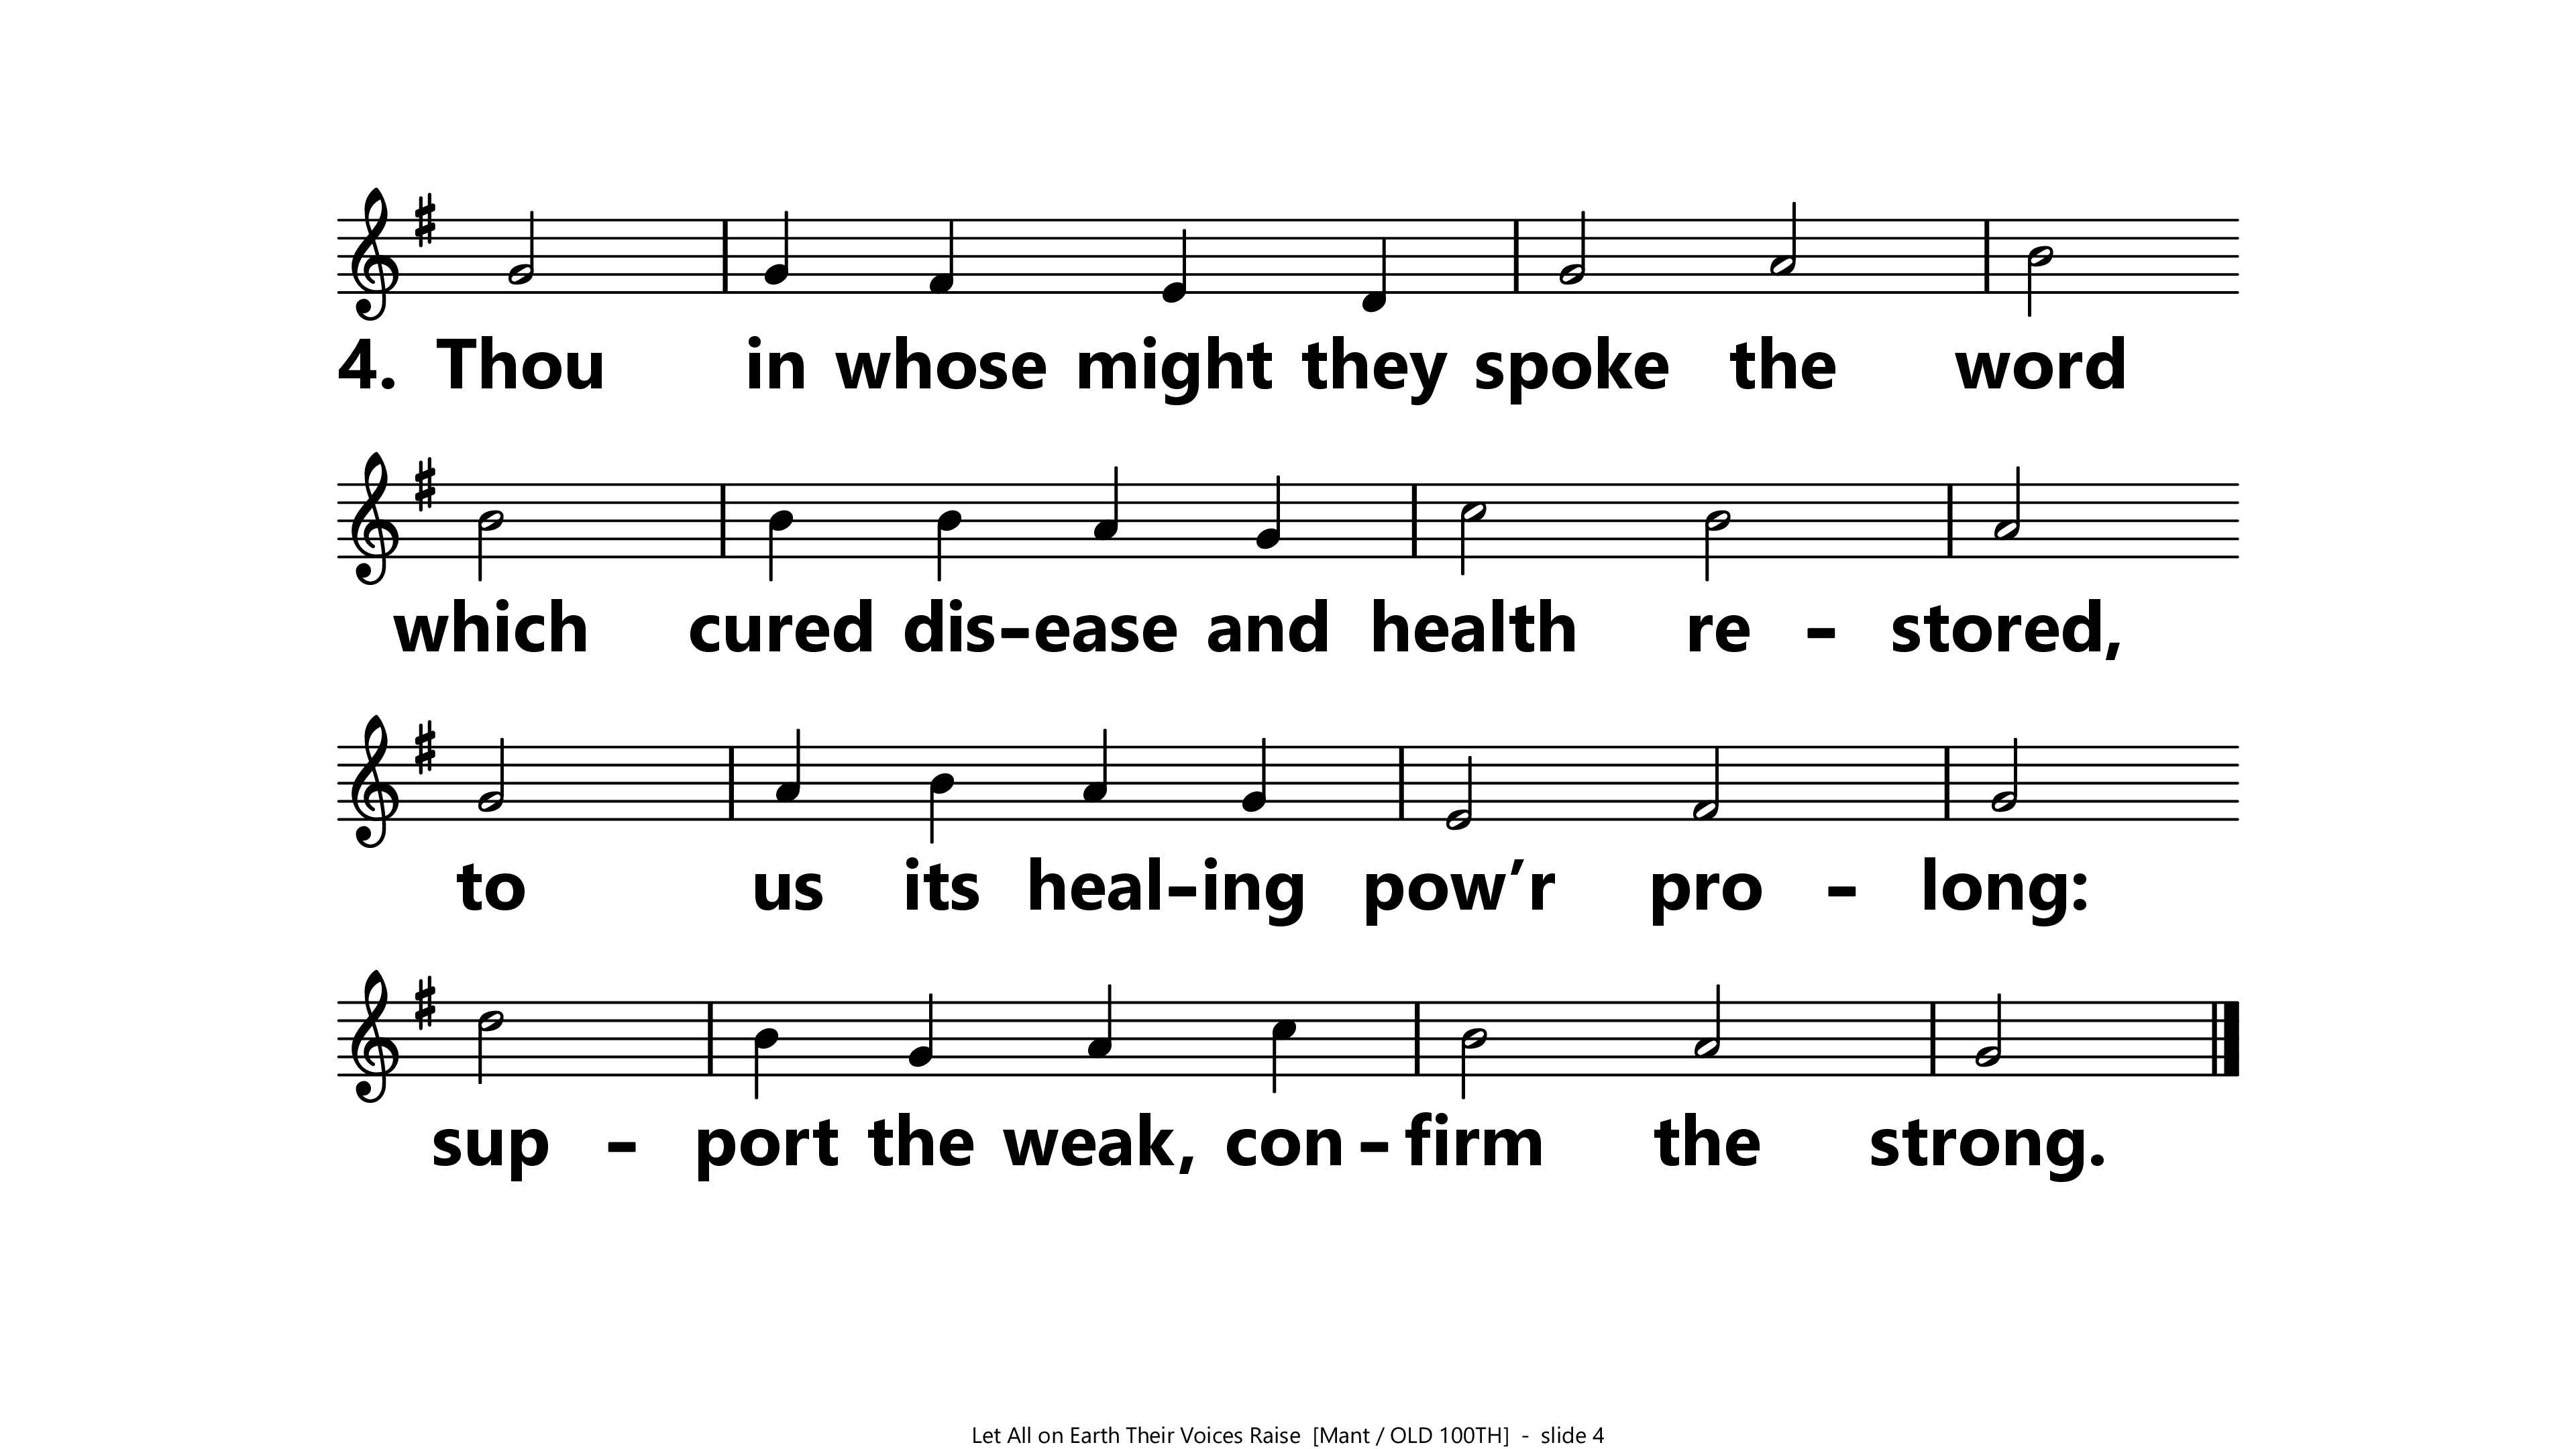 4. Thou in whose might they spoke the word
which cured dis-ease and health re - stored,
to us its heal-ing pow’r pro - long:
sup - port the weak, con - firm the strong.
Let All on Earth Their Voices Raise [Mant / OLD 100TH] - slide 4